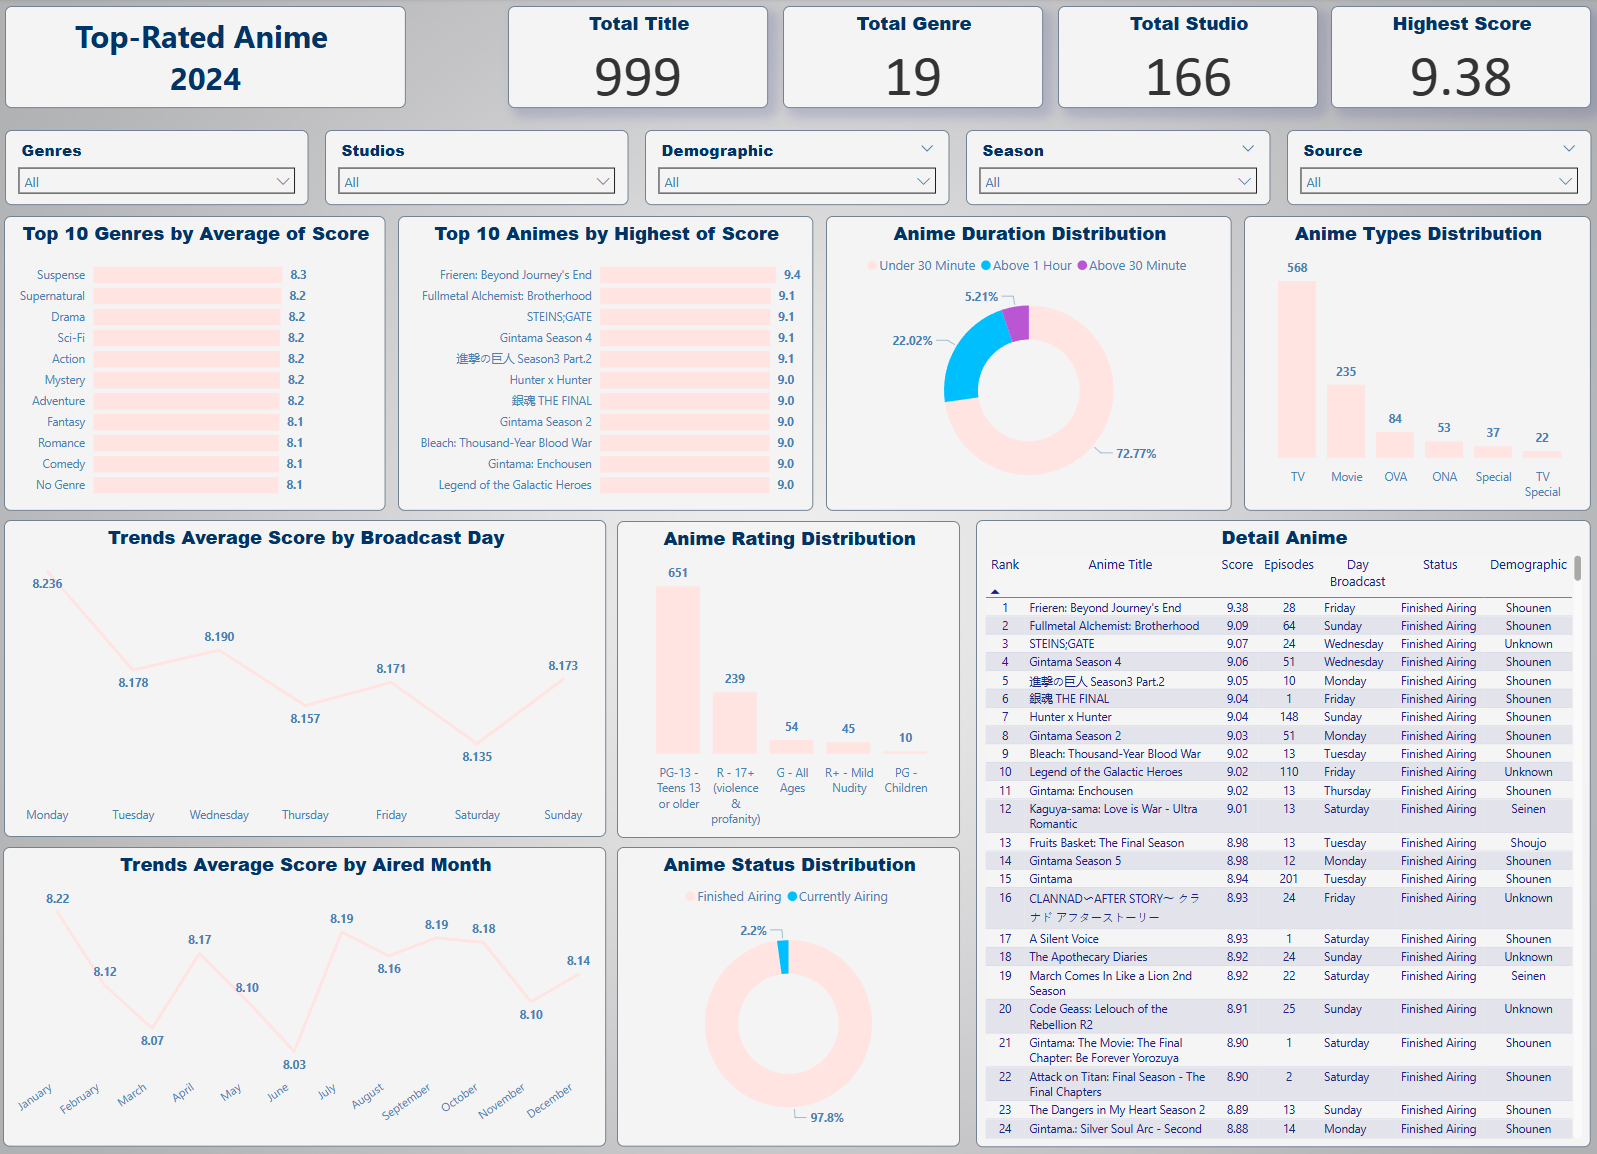 Top-Rated Anime
2024
Total Title
999
Total Genre
19
Total Studio
166
Highest Score
9.38
Genres
All
Studios
All
Demographic
All
Season
All
Source
All
Top 10 Genres by Average of Score
Suspense 8.3
Supernatural 8.2
Drama 8.2
Sci-Fi 8.2
Action 8.2
Mystery 8.2
Adventure 8.2
Fantasy 8.1
Romance 8.1
Comedy 8.1
No Genre 8.1
Top 10 Animes by Highest of Score
Frieren: Beyond Journey's End 9.4
Fullmetal Alchemist: Brotherhood 9.1
STEINS;GATE 9.1
Gintama Season 4 9.1
進撃の巨人 Season3 Part.2 9.1
Hunter x Hunter 9.0
銀魂 THE FINAL 9.0
Gintama Season 2 9.0
Bleach: Thousand-Year Blood War 9.0
Gintama: Enchousen 9.0
Legend of the Galactic Heroes 9.0
Anime Duration Distribution
Under 30 Minute Above 1 Hour Above 30 Minute
5.21%
22.02%
72.77%
Anime Types Distribution
568
235
84
53
37
22
TV Movie OVA ONA Special TV
Special
Trends Average Score by Broadcast Day
8.236
8.178
8.190
8.157
8.171
8.135
8.173
Monday Tuesday Wednesday Thursday Friday Saturday Sunday
Anime Rating Distribution
651
239
54
45
10
PG-13 - R - 17+ G - All R+ - Mild PG -
Teens 13 (violence Ages Nudity Children
or older &
profanity)
Trends Average Score by Aired Month
8.22
8.12
8.07
8.17
8.10
8.03
8.19
8.16
8.19
8.18
8.10
8.14
January February March April May June July August September October November December
Anime Status Distribution
Finished Airing Currently Airing
2.2%
97.8%
Detail Anime
Rank Anime Title Score Episodes Day Status Demographic
Broadcast
1 Frieren: Beyond Journey's End 9.38 28 Friday Finished Airing Shounen
2 Fullmetal Alchemist: Brotherhood 9.09 64 Sunday Finished Airing Shounen
3 STEINS;GATE 9.07 24 Wednesday Finished Airing Unknown
4 Gintama Season 4 9.06 51 Wednesday Finished Airing Shounen
5 進撃の巨人 Season3 Part.2 9.05 10 Monday Finished Airing Shounen
6 銀魂 THE FINAL 9.04 1 Friday Finished Airing Shounen
7 Hunter x Hunter 9.04 148 Sunday Finished Airing Shounen
8 Gintama Season 2 9.03 51 Monday Finished Airing Shounen
9 Bleach: Thousand-Year Blood War 9.02 13 Tuesday Finished Airing Shounen
10 Legend of the Galactic Heroes 9.02 110 Friday Finished Airing Unknown
11 Gintama: Enchousen 9.02 13 Thursday Finished Airing Shounen
12 Kaguya-sama: Love is War - Ultra 9.01 13 Saturday Finished Airing Seinen
Romantic
13 Fruits Basket: The Final Season 8.98 13 Tuesday Finished Airing Shoujo
14 Gintama Season 5 8.98 12 Monday Finished Airing Shounen
15 Gintama 8.94 201 Tuesday Finished Airing Shounen
16 CLANNAD〜AFTER STORY〜 クラ 8.93 24 Friday Finished Airing Unknown
ナド アフターストーリー
17 A Silent Voice 8.93 1 Saturday Finished Airing Shounen
18 The Apothecary Diaries 8.92 24 Sunday Finished Airing Unknown
19 March Comes In Like a Lion 2nd 8.92 22 Saturday Finished Airing Seinen
Season
20 Code Geass: Lelouch of the 8.91 25 Sunday Finished Airing Unknown
Rebellion R2
21 Gintama: The Movie: The Final 8.90 1 Saturday Finished Airing Shounen
Chapter: Be Forever Yorozuya
22 Attack on Titan: Final Season - The 8.90 2 Saturday Finished Airing Shounen
Final Chapters
23 The Dangers in My Heart Season 2 8.89 13 Sunday Finished Airing Shounen
24 Gintama.: Silver Soul Arc - Second 8.88 14 Monday Finished Airing Shounen